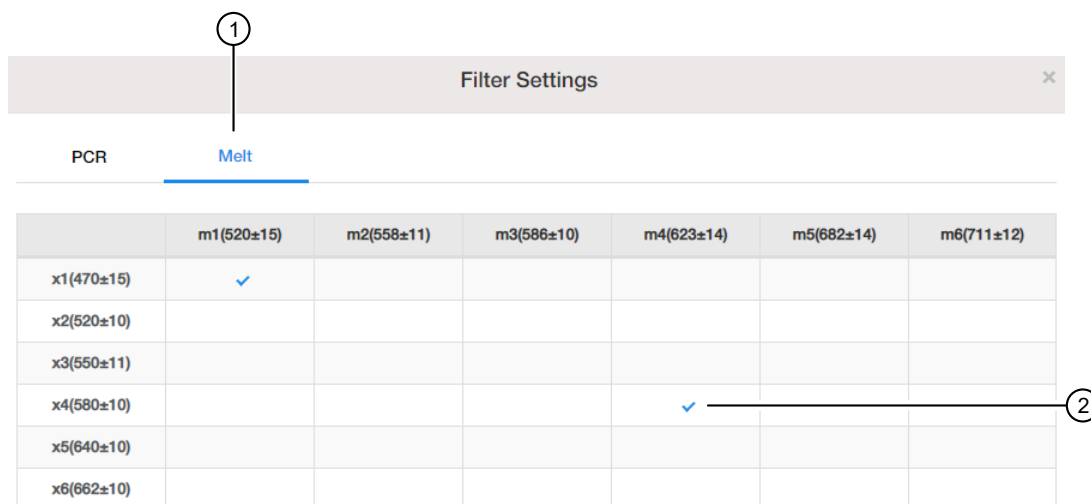 1
Filter Settings ×
PCR Melt
m1(520±15) m2(558±11) m3(586±10) m4(623±14) m5(682±14) m6(711±12)
x1(470±15) ✓
x2(520±10)
x3(550±11)
x4(580±10) ✓ 2
x5(640±10)
x6(662±10)